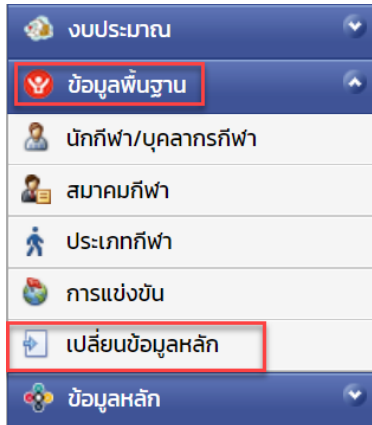 งบประมาณ
ข้อมูลพื้นฐาน
นักกีฬา/บุคลากรกีฬา
สมาคมกีฬา
ประเภทกีฬา
การแข่งขัน
เปลี่ยนข้อมูลหลัก
ข้อมูลหลัก